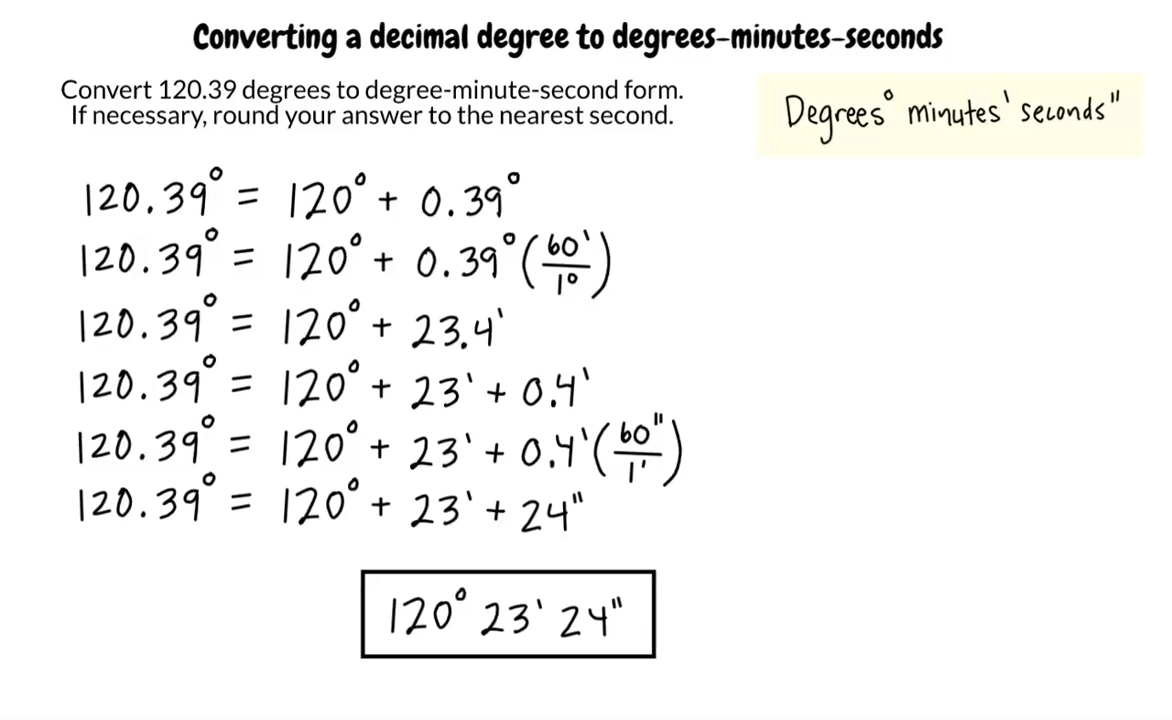 Converting a decimal degree to degrees-minutes-seconds
Convert 120.39 degrees to degree-minute-second form.
If necessary, round your answer to the nearest second.
Degrees° minutes' seconds"
120.39° = 120° + 0.39°
120.39° = 120° + 0.39° (60'/1°)
120.39° = 120° + 23.4'
120.39° = 120° + 23' + 0.4'
120.39° = 120° + 23' + 0.4' (60"/1')
120.39° = 120° + 23' + 24"
120° 23' 24"